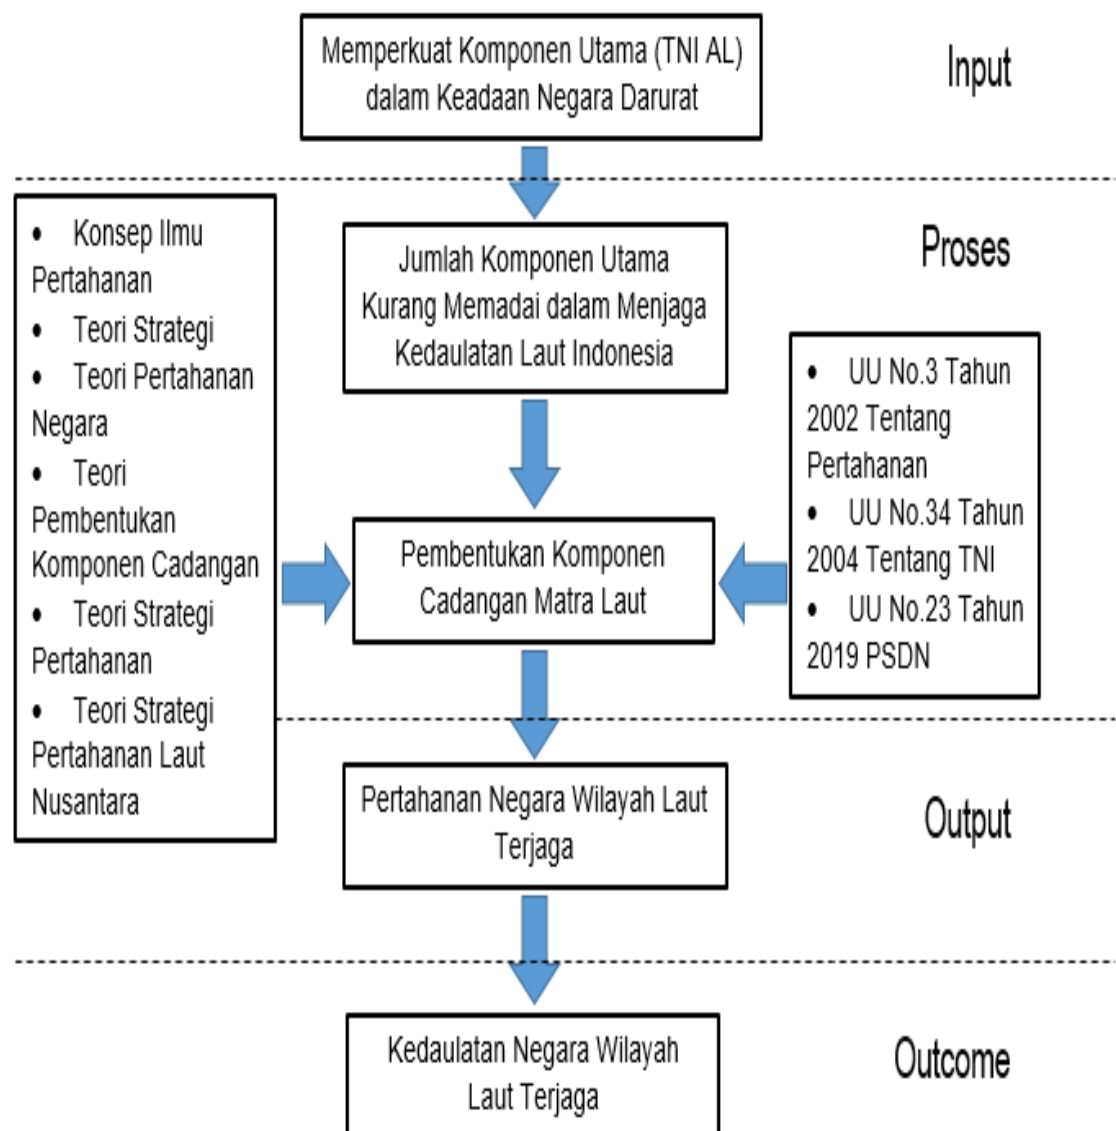 Memperkuat Komponen Utama (TNI AL)
dalam Keadaan Negara Darurat
Input
• Konsep Ilmu
Pertahanan
• Teori Strategi
• Teori Pertahanan
Negara
• Teori
Pembentukan
Komponen Cadangan
• Teori Strategi
Pertahanan
• Teori Strategi
Pertahanan Laut
Nusantara
Jumlah Komponen Utama
Kurang Memadai dalam Menjaga
Kedaulatan Laut Indonesia
Proses
Pembentukan Komponen
Cadangan Matra Laut
• UU No.3 Tahun
2002 Tentang
Pertahanan
• UU No.34 Tahun
2004 Tentang TNI
• UU No.23 Tahun
2019 PSDN
Pertahanan Negara Wilayah Laut
Terjaga
Output
Kedaulatan Negara Wilayah
Laut Terjaga
Outcome